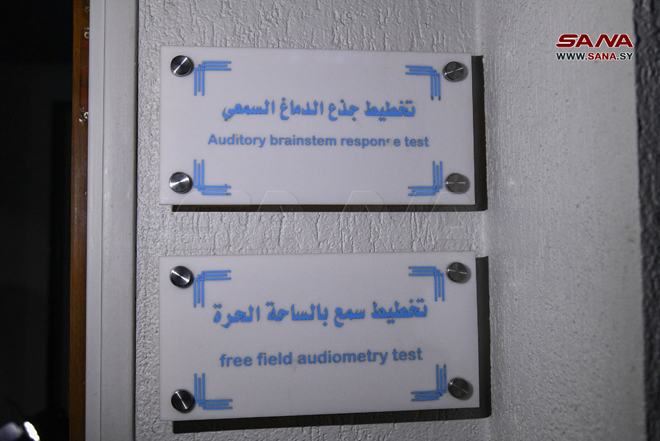 SANA
WWW.SANA.SY
تخطيط جذع الدماغ السمعي
Auditory brainstem response test
تخطيط سمع بالساحة الحرة
free field audiometry test